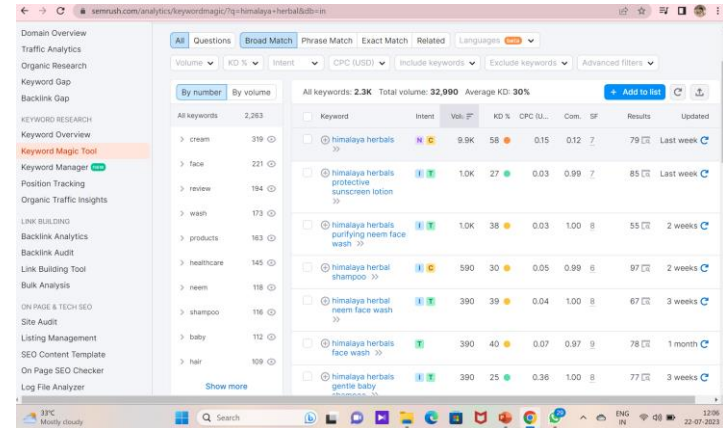 semrush.com/analytics/keywordmagic/?q=himalaya+herbal&db=in
Domain Overview
Traffic Analytics
Organic Research
Keyword Gap
Backlink Gap
KEYWORD RESEARCH
Keyword Overview
Keyword Magic Tool
Keyword Manager new
Position Tracking
Organic Traffic Insights
LINK BUILDING
Backlink Analytics
Backlink Audit
Link Building Tool
Bulk Analysis
ON PAGE & TECH SEO
Site Audit
Listing Management
SEO Content Template
On Page SEO Checker
Log File Analyzer
All Questions Broad Match Phrase Match Exact Match Related Languages beta
Volume KD % Intent CPC (USD) Include keywords Exclude keywords Advanced filters
By number By volume
All keywords 2,263
cream 319
face 221
review 194
wash 173
products 163
healthcare 145
neem 118
shampoo 116
baby 112
hair 109
Show more
All keywords: 2.3K Total volume: 32,990 Average KD: 30%
+ Add to list
Keyword Intent Vol. KD % CPC (U... Com. SF Results Updated
himalaya herbals N C 9.9K 58 0.15 0.12 7 79 Last week
himalaya herbals I T 1.0K 27 0.03 0.99 7 85 Last week
protective
sunscreen lotion
himalaya herbals I T 1.0K 38 0.03 1.00 8 55 2 weeks
purifying neem face
wash
himalaya herbal I C 590 30 0.05 0.99 6 97 2 weeks
shampoo
himalaya herbal I T 390 39 0.04 1.00 8 67 3 weeks
neem face wash
himalaya herbals T 390 40 0.07 0.97 9 78 1 month
face wash
himalaya herbals I T 390 25 0.36 1.00 8 77 3 weeks
gentle baby
33°C
Mostly cloudy
Search
ENG
IN
12:06
22-07-2023